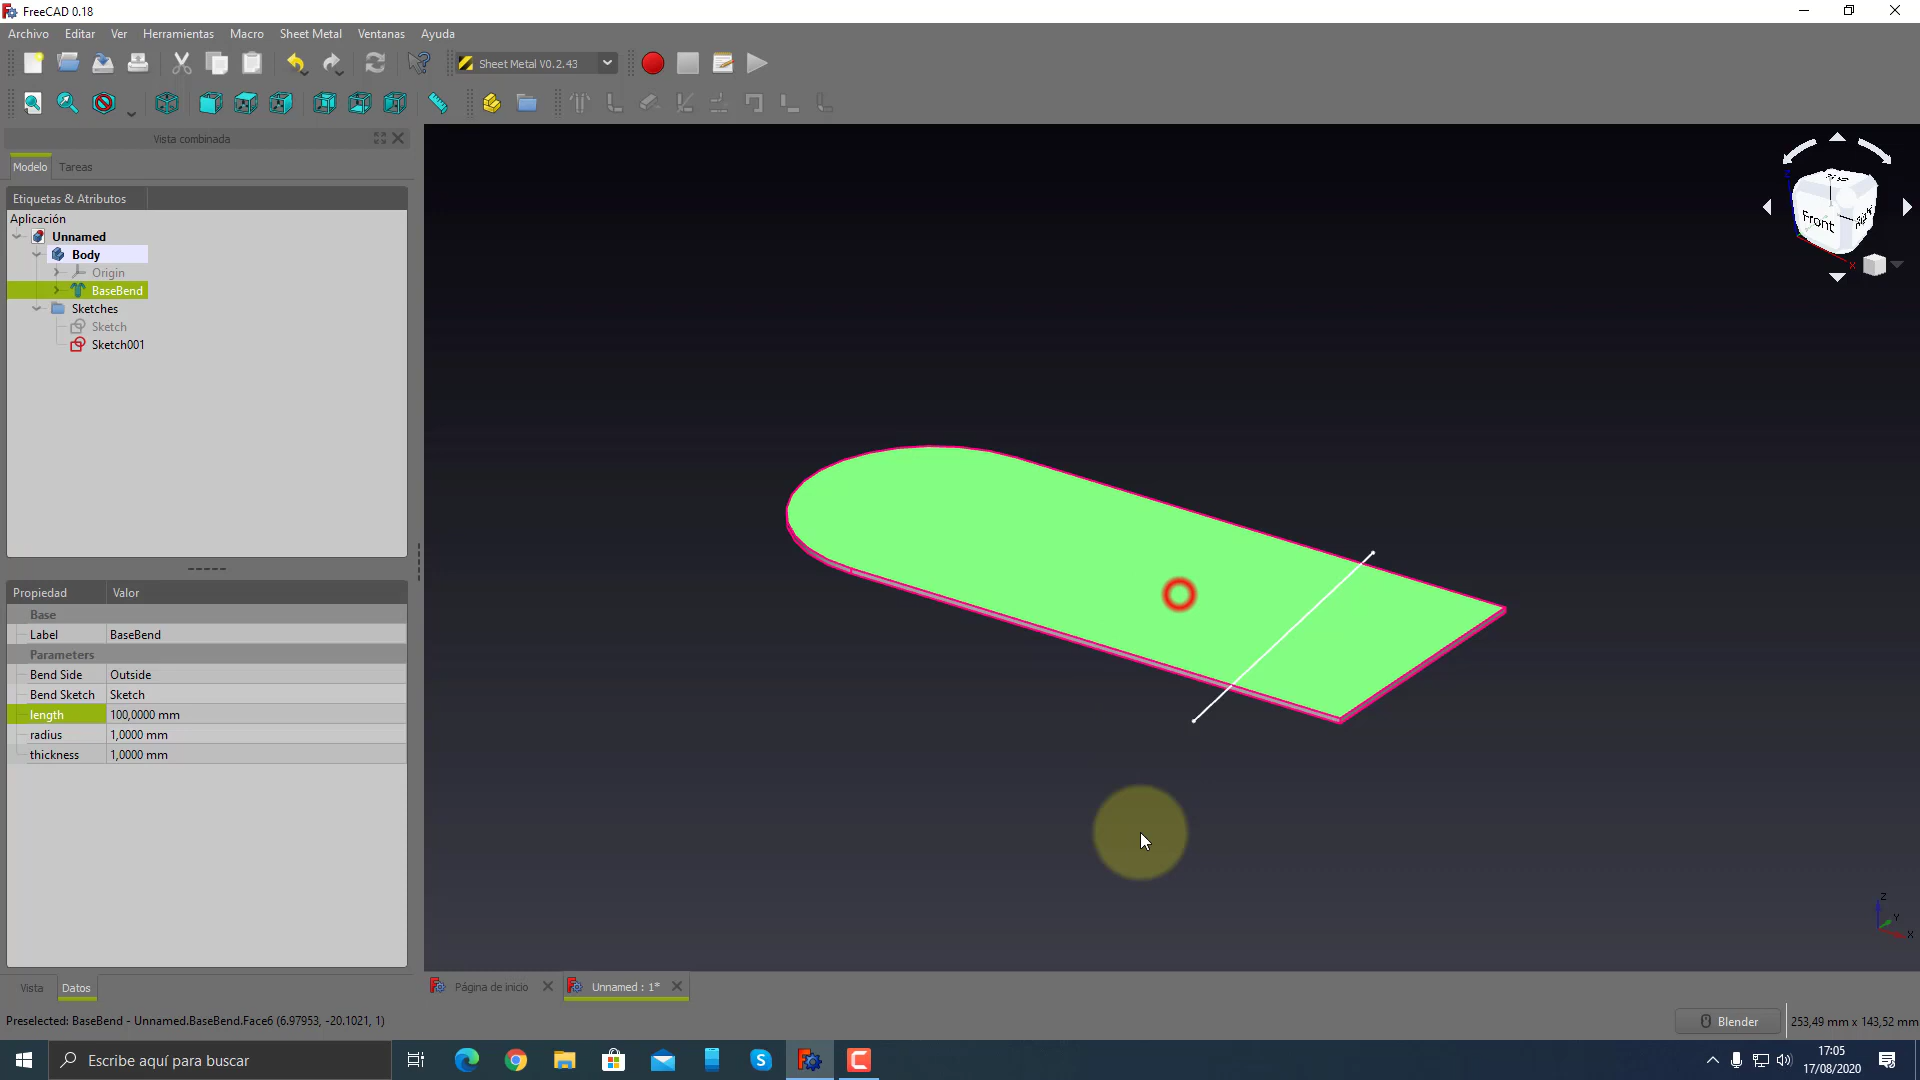 FreeCAD 0.18
Archivo Editar Ver Herramientas Macro Sheet Metal Ventanas Ayuda
Sheet Metal V0.2.43
Vista combinada
Modelo Tareas
Etiquetas & Atributos
Aplicación
Unnamed
Body
Origin
BaseBend
Sketches
Sketch
Sketch001
Front
Z
X
Propiedad Valor
Base
Label BaseBend
Parameters
Bend Side Outside
Bend Sketch Sketch
length 100,0000 mm
radius 1,0000 mm
thickness 1,0000 mm
Z
Y
X
Vista Datos
Página de inicio Unnamed : 1*
Preselected: BaseBend - Unnamed.BaseBend.Face6 (6.97953, -20.1021, 1)
Blender 253,49 mm x 143,52 mm
Escribe aquí para buscar
17:05
17/08/2020